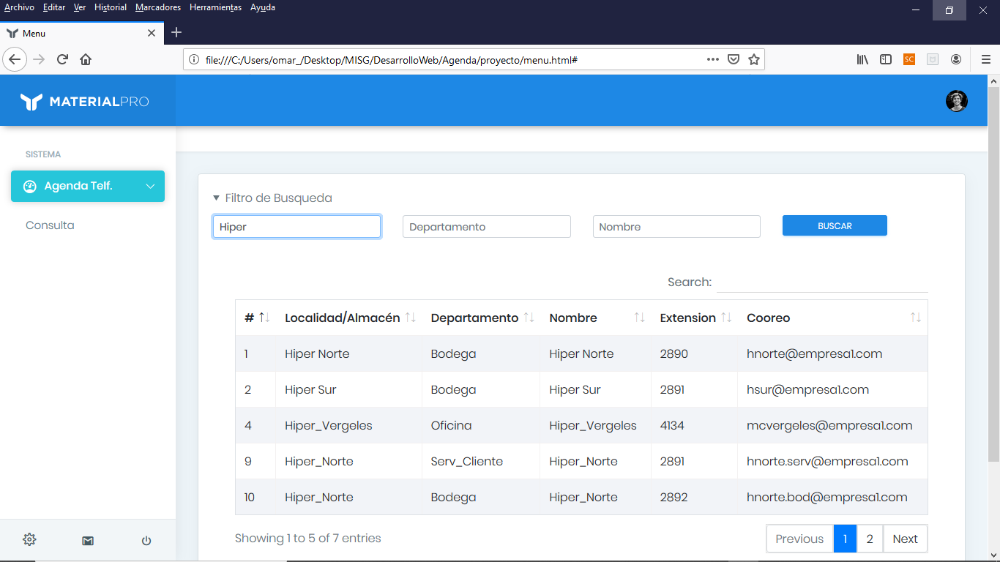 Archivo Editar Ver Historial Marcadores Herramientas Ayuda
Menu
file:///C:/Users/omar_/Desktop/MISG/DesarrolloWeb/Agenda/proyecto/menu.html#
SC
MATERIALPRO
SISTEMA
Agenda Telf.
Consulta
Filtro de Busqueda
Hiper Departamento Nombre BUSCAR
Search:
# Localidad/Almacén Departamento Nombre Extension Cooreo
1 Hiper Norte Bodega Hiper Norte 2890 hnorte@empresa1.com
2 Hiper Sur Bodega Hiper Sur 2891 hsur@empresa1.com
4 Hiper_Vergeles Oficina Hiper_Vergeles 4134 mcvergeles@empresa1.com
9 Hiper_Norte Serv_Cliente Hiper_Norte 2891 hnorte.serv@empresa1.com
10 Hiper_Norte Bodega Hiper_Norte 2892 hnorte.bod@empresa1.com
Showing 1 to 5 of 7 entries
Previous 1 2 Next